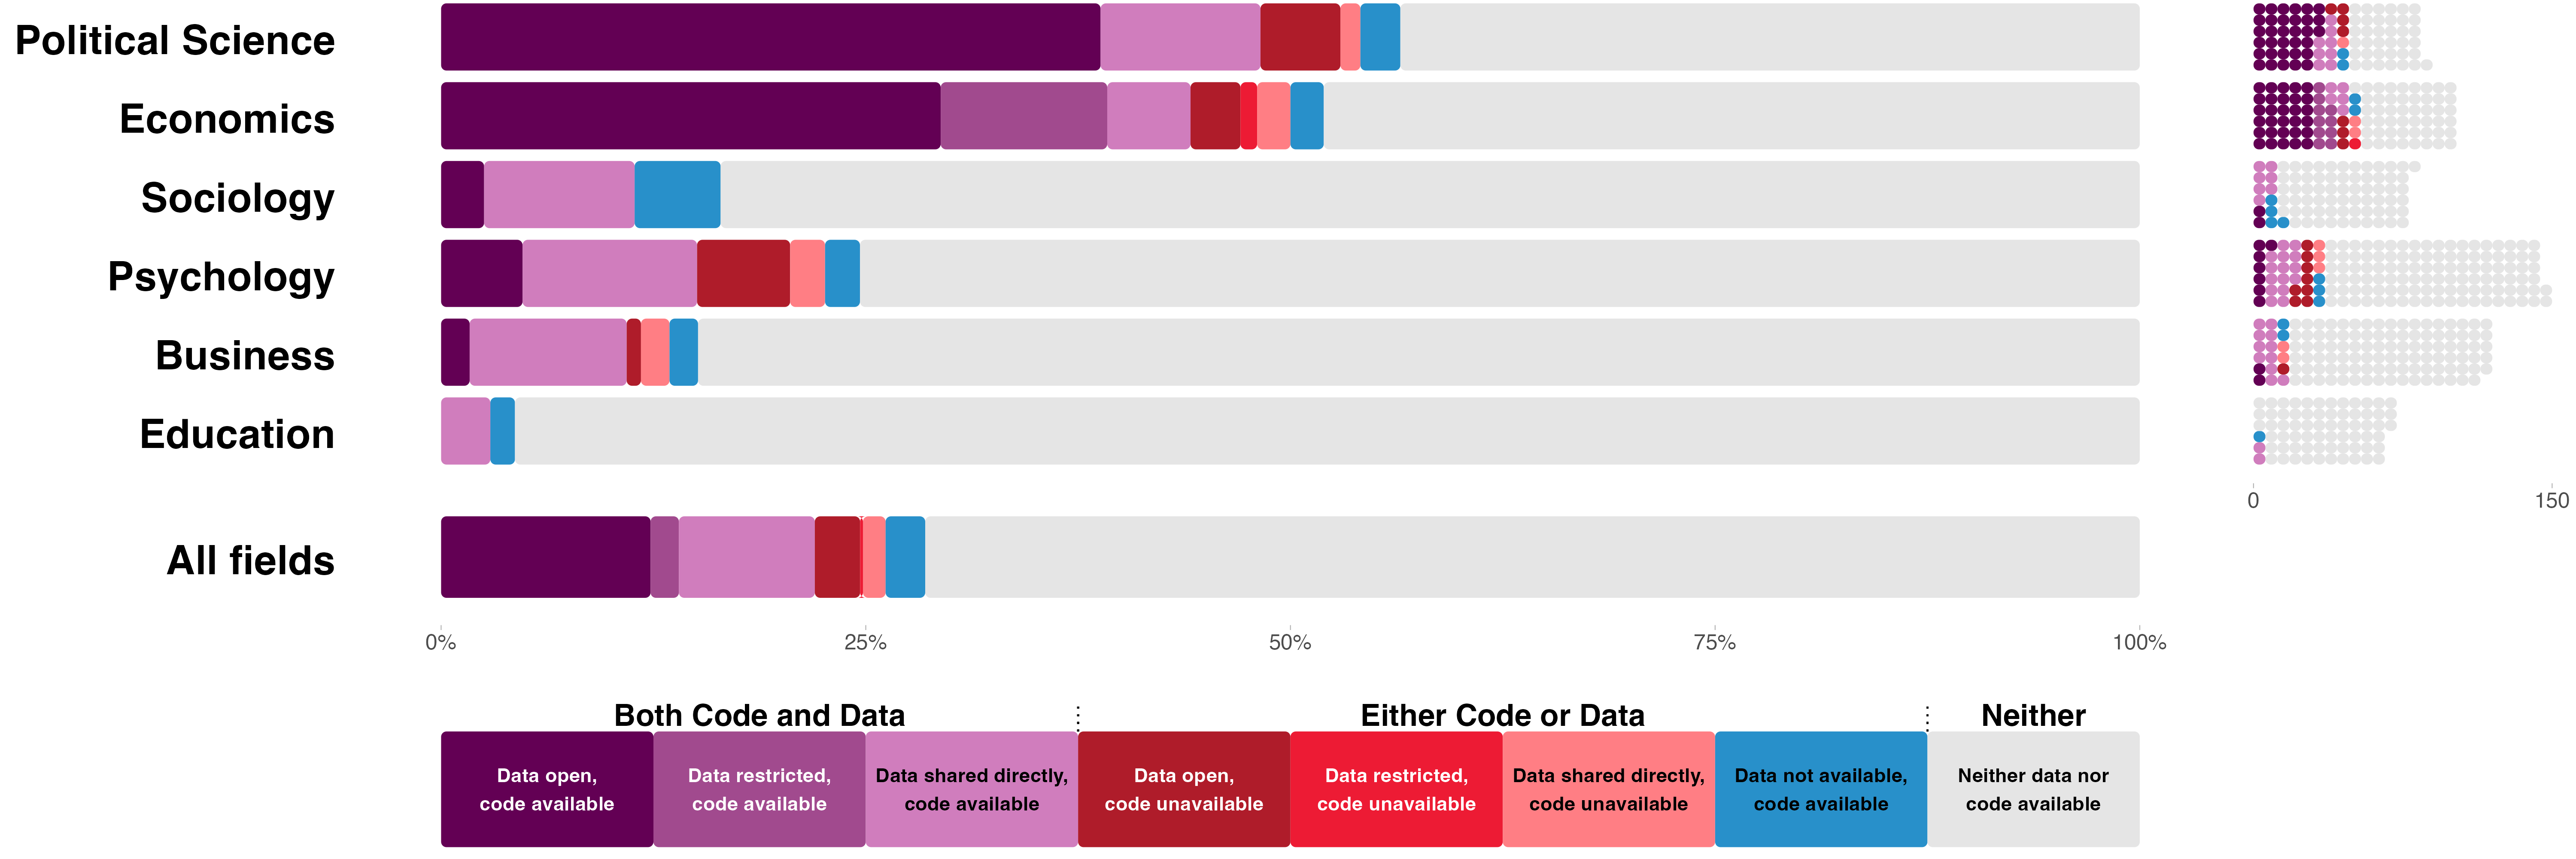 Political Science
Economics
Sociology
Psychology
Business
Education
0 150
All fields
0% 25% 50% 75% 100%
Both Code and Data Either Code or Data Neither
Data open, Data restricted, Data shared directly, Data open, Data restricted, Data shared directly, Data not available, Neither data nor
code available code available code available code unavailable code unavailable code unavailable code available code available